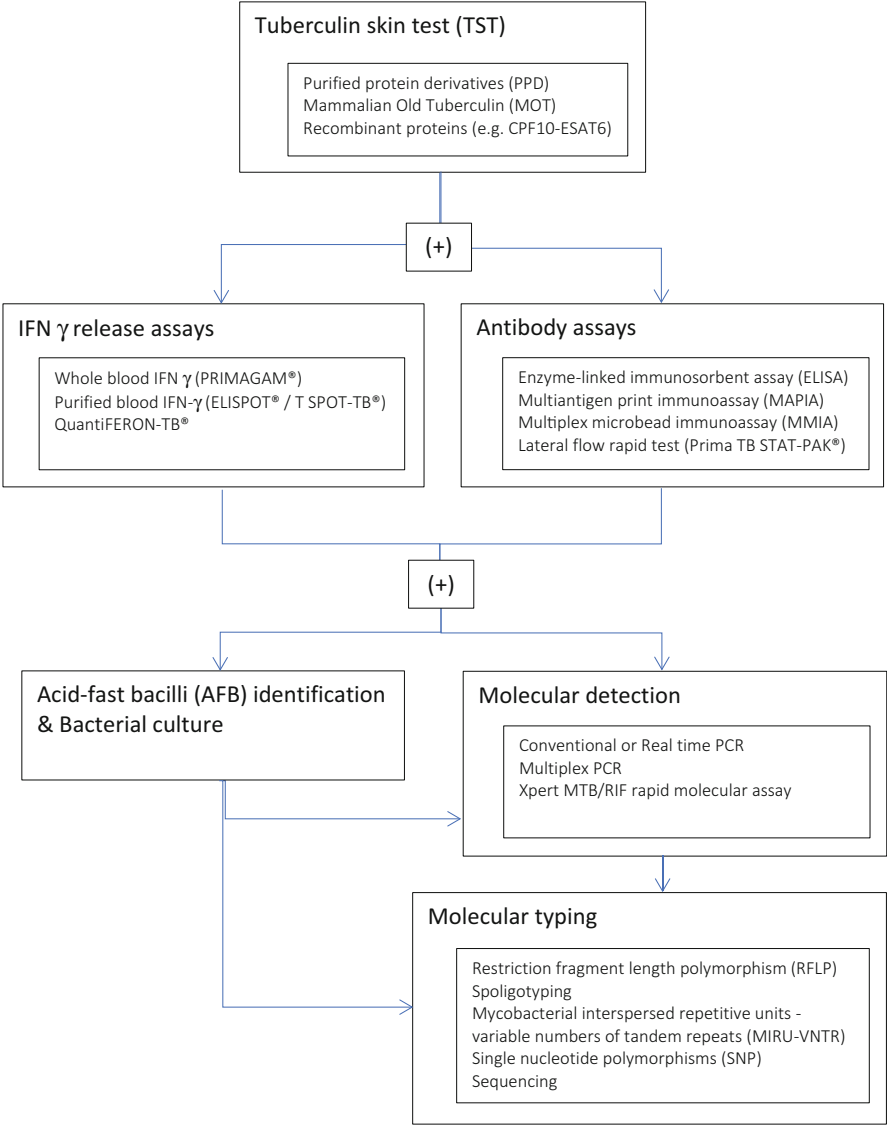 Tuberculin skin test (TST)
Purified protein derivatives (PPD)
Mammalian Old Tuberculin (MOT)
Recombinant proteins (e.g. CPF10-ESAT6)
(+)
IFN γ release assays
Whole blood IFN γ (PRIMAGAM®)
Purified blood IFN-γ (ELISPOT® / T SPOT-TB®)
QuantiFERON-TB®
Antibody assays
Enzyme-linked immunosorbent assay (ELISA)
Multiantigen print immunoassay (MAPIA)
Multiplex microbead immunoassay (MMIA)
Lateral flow rapid test (Prima TB STAT-PAK®)
(+)
Acid-fast bacilli (AFB) identification
& Bacterial culture
Molecular detection
Conventional or Real time PCR
Multiplex PCR
Xpert MTB/RIF rapid molecular assay
Molecular typing
Restriction fragment length polymorphism (RFLP)
Spoligotyping
Mycobacterial interspersed repetitive units -
variable numbers of tandem repeats (MIRU-VNTR)
Single nucleotide polymorphisms (SNP)
Sequencing